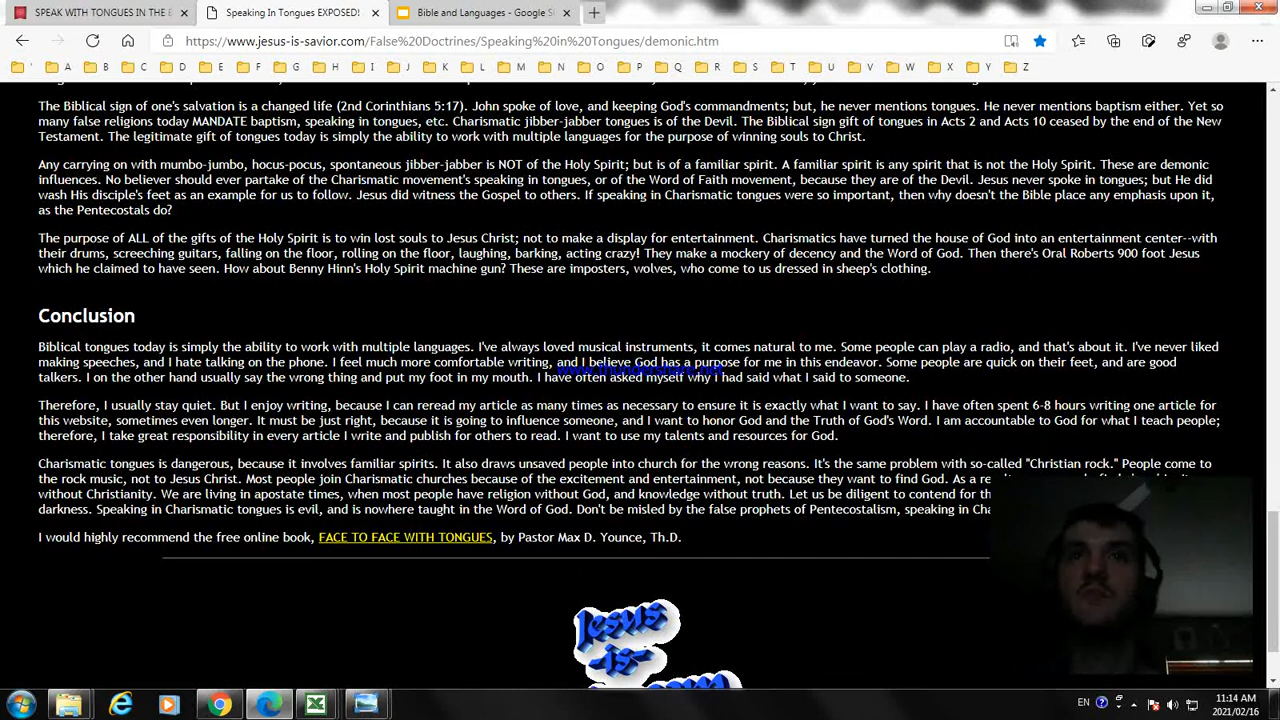 SPEAK WITH TONGUES IN THE E
Speaking In Tongues EXPOSED!
Bible and Languages - Google Sl
https://www.jesus-is-savior.com/False%20Doctrines/Speaking%20in%20Tongues/demonic.htm
' A B C D E F G H I J K L M N O P Q R S T U V W X Y Z
The Biblical sign of one's salvation is a changed life (2nd Corinthians 5:17). John spoke of love, and keeping God's commandments; but, he never mentions tongues. He never mentions baptism either. Yet so
many false religions today MANDATE baptism, speaking in tongues, etc. Charismatic jibber-jabber tongues is of the Devil. The Biblical sign gift of tongues in Acts 2 and Acts 10 ceased by the end of the New
Testament. The legitimate gift of tongues today is simply the ability to work with multiple languages for the purpose of winning souls to Christ.
Any carrying on with mumbo-jumbo, hocus-pocus, spontaneous jibber-jabber is NOT of the Holy Spirit; but is of a familiar spirit. A familiar spirit is any spirit that is not the Holy Spirit. These are demonic
influences. No believer should ever partake of the Charismatic movement's speaking in tongues, or of the Word of Faith movement, because they are of the Devil. Jesus never spoke in tongues; but He did
wash His disciple's feet as an example for us to follow. Jesus did witness the Gospel to others. If speaking in Charismatic tongues were so important, then why doesn't the Bible place any emphasis upon it,
as the Pentecostals do?
The purpose of ALL of the gifts of the Holy Spirit is to win lost souls to Jesus Christ; not to make a display for entertainment. Charismatics have turned the house of God into an entertainment center--with
their drums, screeching guitars, falling on the floor, rolling on the floor, laughing, barking, acting crazy! They make a mockery of decency and the Word of God. Then there's Oral Roberts 900 foot Jesus
which he claimed to have seen. How about Benny Hinn's Holy Spirit machine gun? These are imposters, wolves, who come to us dressed in sheep's clothing.
Conclusion
Biblical tongues today is simply the ability to work with multiple languages. I've always loved musical instruments, it comes natural to me. Some people can play a radio, and that's about it. I've never liked
making speeches, and I hate talking on the phone. I feel much more comfortable writing, and I believe God has a purpose for me in this endeavor. Some people are quick on their feet, and are good
www.thundershare.net
talkers. I on the other hand usually say the wrong thing and put my foot in my mouth. I have often asked myself why I had said what I said to someone.
Therefore, I usually stay quiet. But I enjoy writing, because I can reread my article as many times as necessary to ensure it is exactly what I want to say. I have often spent 6-8 hours writing one article for
this website, sometimes even longer. It must be just right, because it is going to influence someone, and I want to honor God and the Truth of God's Word. I am accountable to God for what I teach people;
therefore, I take great responsibility in every article I write and publish for others to read. I want to use my talents and resources for God.
Charismatic tongues is dangerous, because it involves familiar spirits. It also draws unsaved people into church for the wrong reasons. It's the same problem with so-called "Christian rock." People come to
the rock music, not to Jesus Christ. Most people join Charismatic churches because of the excitement and entertainment, not because they want to find God. As a
without Christianity. We are living in apostate times, when most people have religion without God, and knowledge without truth. Let us be diligent to contend for th
darkness. Speaking in Charismatic tongues is evil, and is nowhere taught in the Word of God. Don't be misled by the false prophets of Pentecostalism, speaking in Cha
I would highly recommend the free online book, FACE TO FACE WITH TONGUES, by Pastor Max D. Younce, Th.D.
Jesus
-is-
EN
11:14 AM
2021/02/16